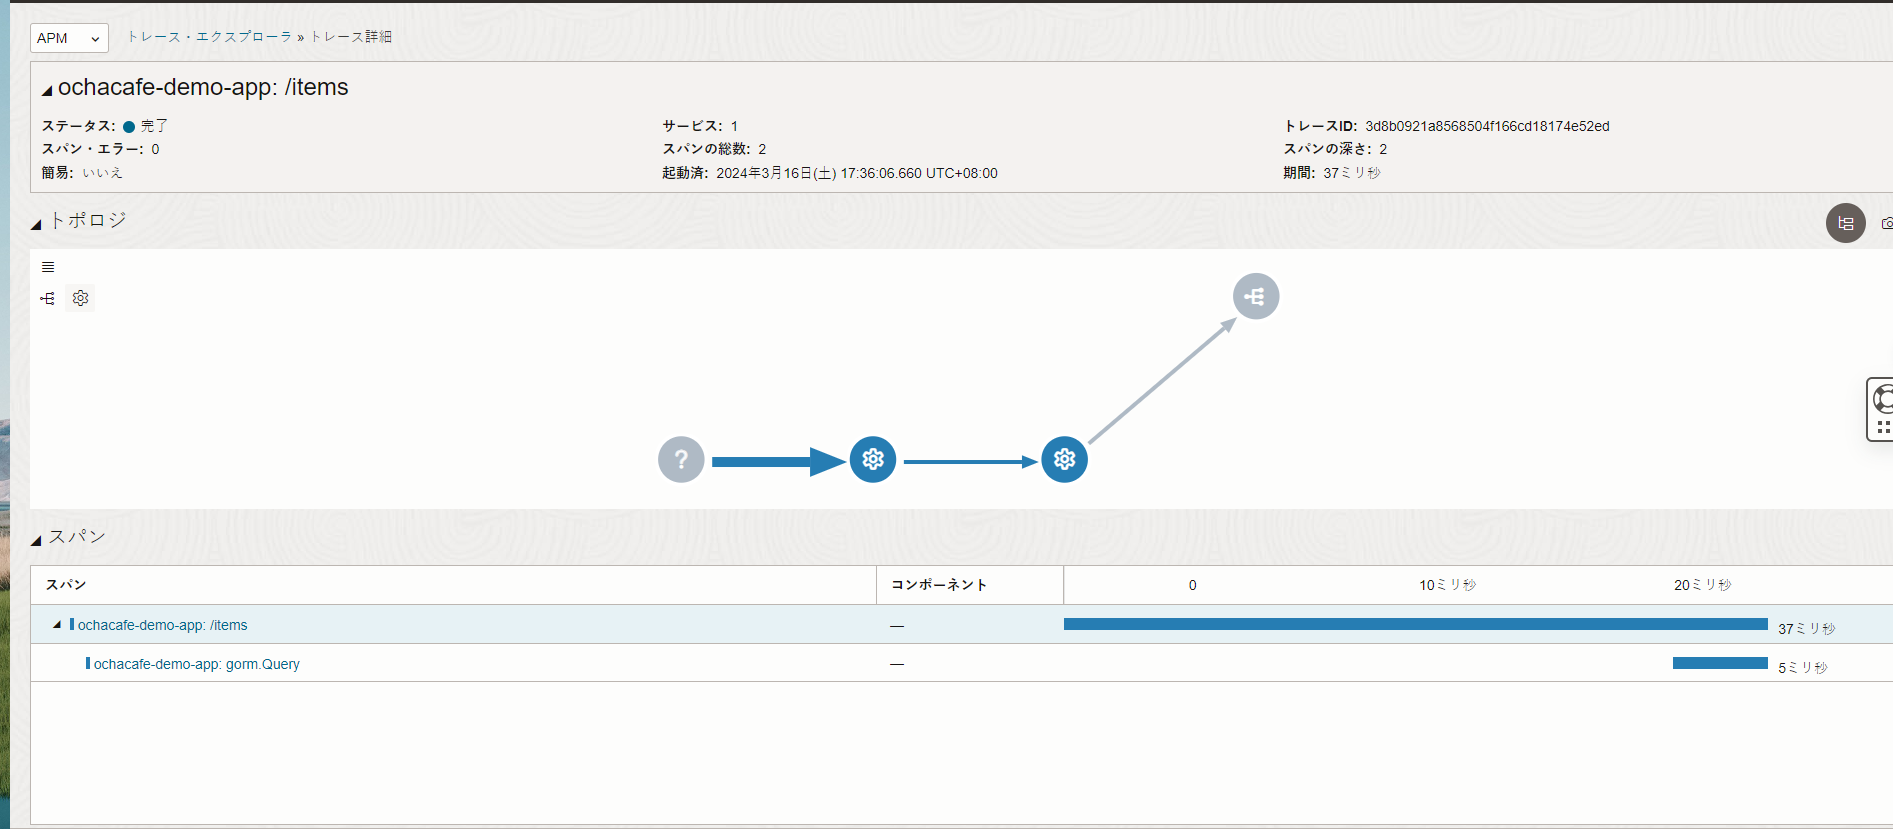 APM トレース・エクスプローラ » トレース詳細
ochacafe-demo-app: /items
ステータス: 完了 サービス: 1 トレースID: 3d8b0921a8568504f166cd18174e52ed
スパン・エラー: 0 スパンの総数: 2 スパンの深さ: 2
簡易: いいえ 起動済: 2024年3月16日(土) 17:36:06.660 UTC+08:00 期間: 37ミリ秒
トポロジ
?
スパン
スパン コンポーネント 0 10ミリ秒 20ミリ秒
ochacafe-demo-app: /items — 37ミリ秒
ochacafe-demo-app: gorm.Query — 5ミリ秒